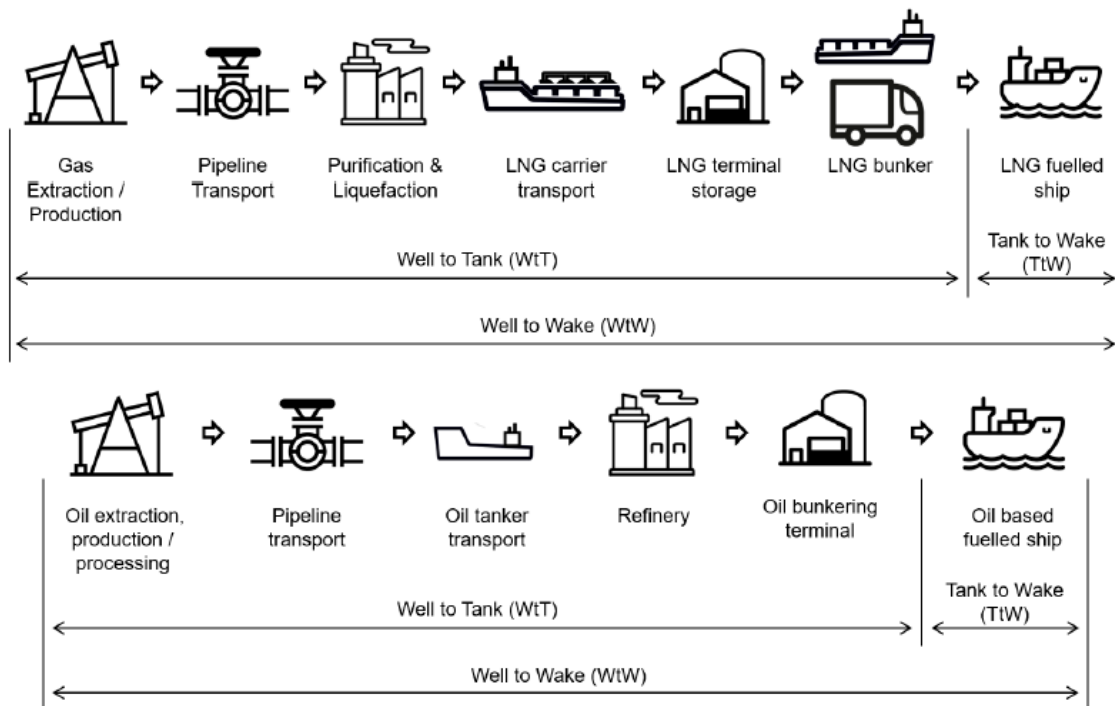 Gas
Extraction /
Production
Pipeline
Transport
Purification &
Liquefaction
LNG carrier
transport
LNG terminal
storage
LNG bunker
LNG fuelled
ship
Well to Tank (WtT)
Tank to Wake
(TtW)
Well to Wake (WtW)
Oil extraction,
production /
processing
Pipeline
transport
Oil tanker
transport
Refinery
Oil bunkering
terminal
Oil based
fuelled ship
Well to Tank (WtT)
Tank to Wake
(TtW)
Well to Wake (WtW)